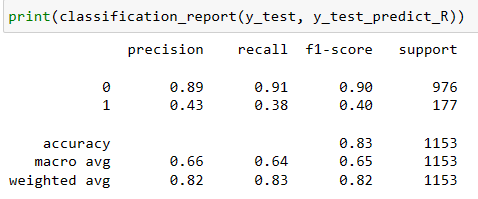 print(classification_report(y_test, y_test_predict_R))
precision recall f1-score support
0 0.89 0.91 0.90 976
1 0.43 0.38 0.40 177
accuracy 0.83 1153
macro avg 0.66 0.64 0.65 1153
weighted avg 0.82 0.83 0.82 1153